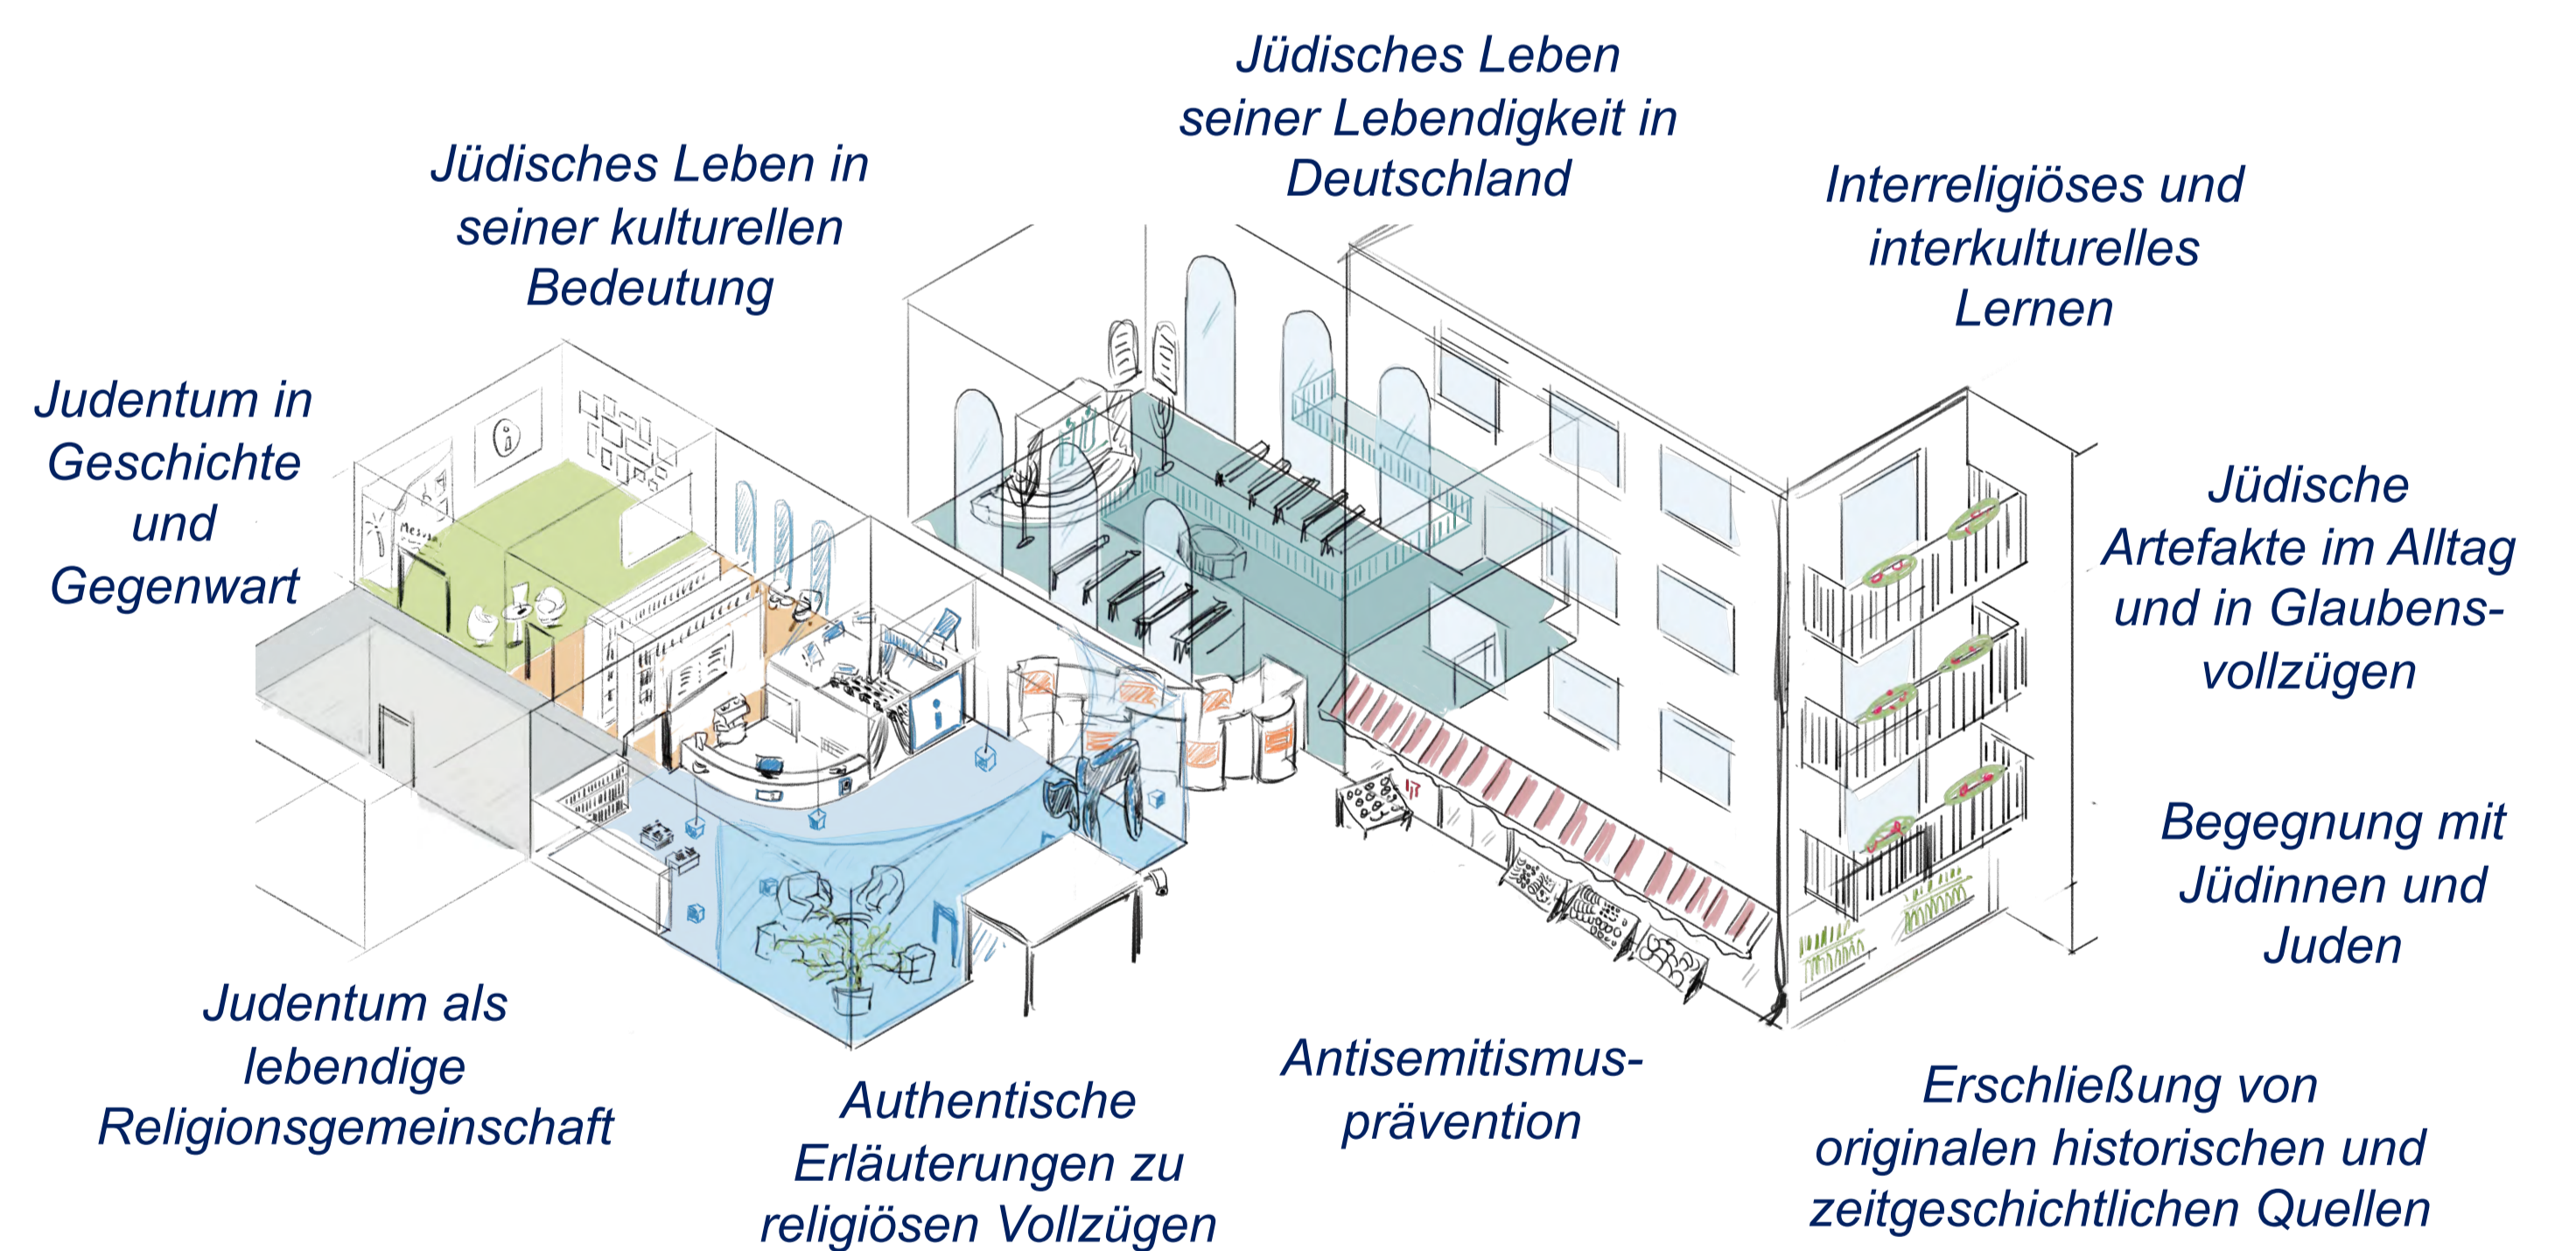 Jüdisches Leben
seiner Lebendigkeit in
Deutschland
Jüdisches Leben in
seiner kulturellen
Bedeutung
Interreligiöses und
interkulturelles
Lernen
Judentum in
Geschichte
und
Gegenwart
Jüdische
Artefakte im Alltag
und in Glaubens-
vollzügen
Mesusa
i
i
Begegnung mit
Jüdinnen und
Juden
Judentum als
lebendige
Religionsgemeinschaft
Authentische
Erläuterungen zu
religiösen Vollzügen
Antisemitismus-
prävention
Erschließung von
originalen historischen und
zeitgeschichtlichen Quellen